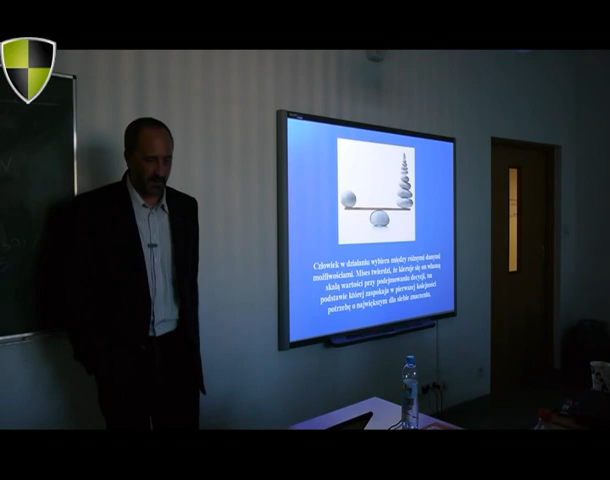 Człowiek w działaniu wybiera między różnymi danymi
możliwościami. Mises twierdzi, że kieruje się on własną
skalą wartości przy podejmowaniu decyzji, na
podstawie której zaspokaja w pierwszej kolejności
potrzebę o największym dla siebie znaczeniu.